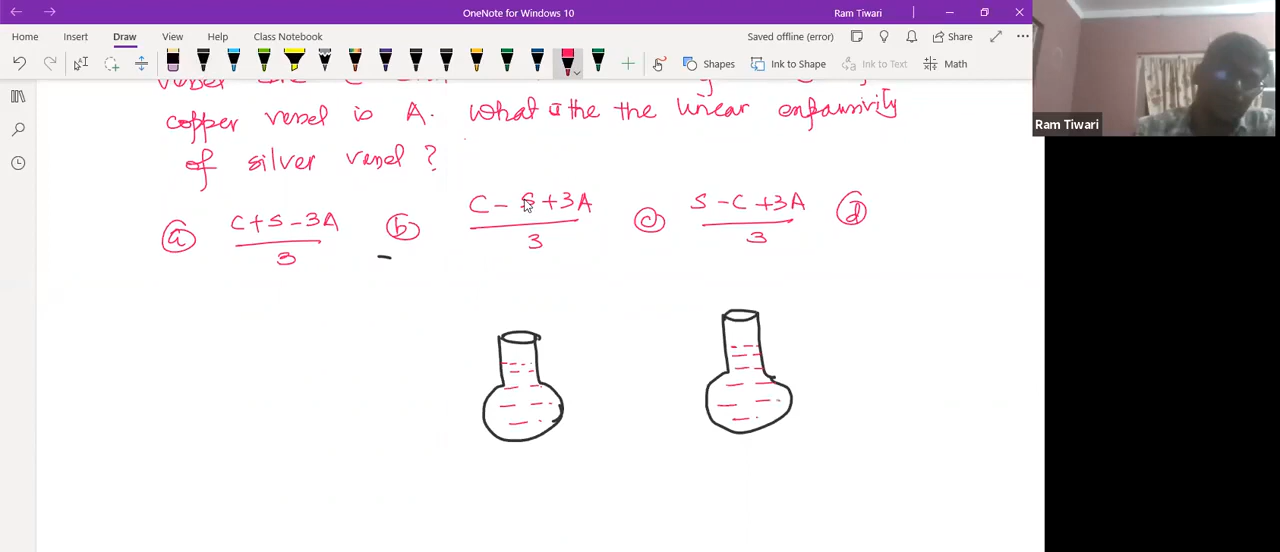 OneNote for Windows 10
Ram Tiwari
Home Insert Draw View Help Class Notebook
Saved offline (error) Share
Shapes Ink to Shape Ink to Text Math
copper vessel is A. What is the the linear expansivity
of silver vessel ?
a C+S-3A / 3 b C-S+3A / 3 c S-C+3A / 3 d
Ram Tiwari